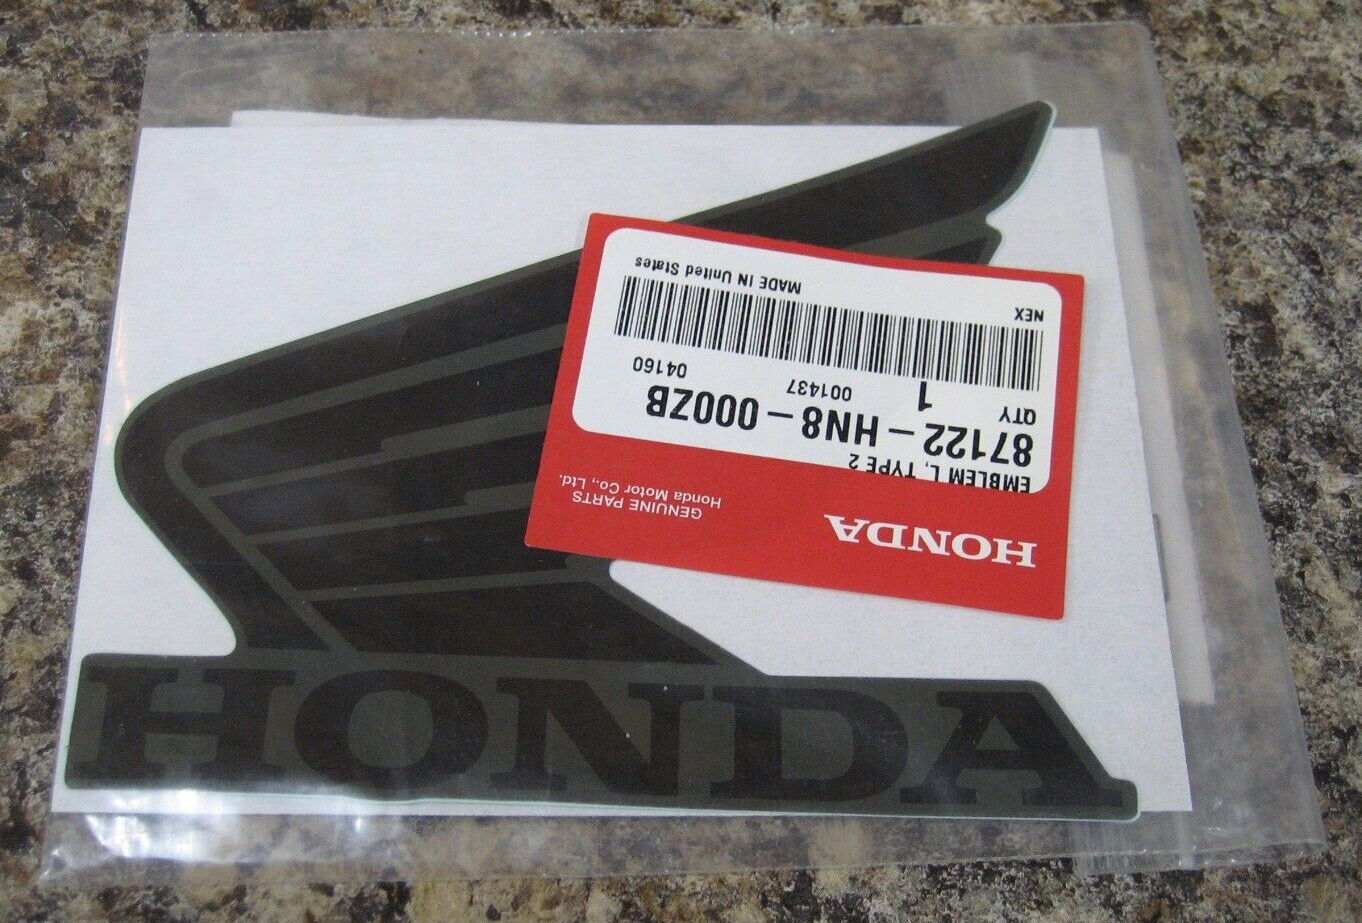 HONDA
GENUINE PARTS
Honda Motor Co., Ltd.
EMBLEM L, TYPE 2
87122-HN8-000ZB
QTY
1
001437
04160
NEX
MADE IN United States
HONDA